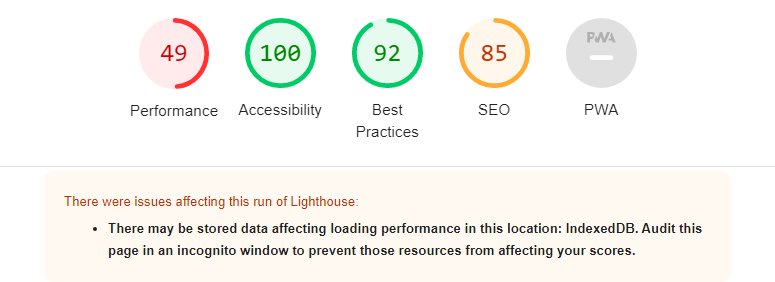 49 100 92 85 PWA
Performance Accessibility Best Practices SEO PWA
There were issues affecting this run of Lighthouse:
• There may be stored data affecting loading performance in this location: IndexedDB. Audit this
page in an incognito window to prevent those resources from affecting your scores.